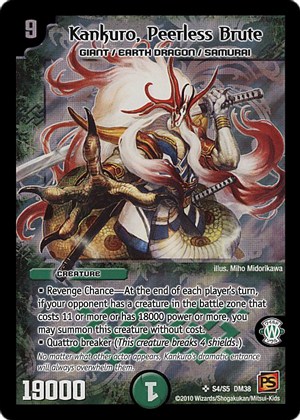 9
Kankuro, Peerless Brute
GIANT / EARTH DRAGON / SAMURAI
illus. Miho Midorikawa
CREATURE
• Revenge Chance—At the end of each player's turn,
if your opponent has a creature in the battle zone that
costs 11 or more or has 18000 power or more, you
may summon this creature without cost.
• Quattro breaker (This creature breaks 4 shields.)
No matter what other actor appears, Kankuro's dramatic entrance
will always overwhelm them.
W
19000
1
S4/S5 DM38
©2010 Wizards/Shogakukan/Mitsui-Kids
PS